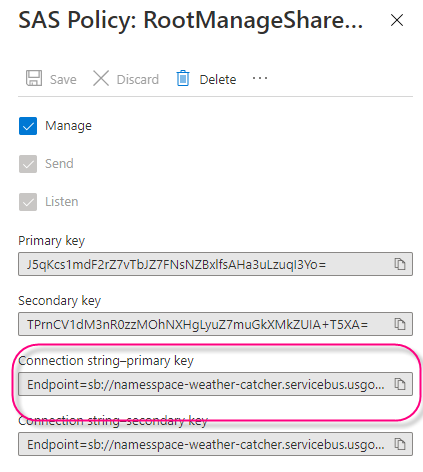 SAS Policy: RootManageShare...
Save Discard Delete ...
Manage
Send
Listen
Primary key
J5qKcs1mdF2rZ7vTbJZ7FNsNZBxlfsAHa3uLzuqI3Yo=
Secondary key
TPrnCV1dM3nR0zzMOhNXHgLyuZ7muGkXMkZUIA+T5XA=
Connection string–primary key
Endpoint=sb://namesspace-weather-catcher.servicebus.usgo...
Connection string–secondary key
Endpoint=sb://namesspace-weather-catcher.servicebus.usgo...